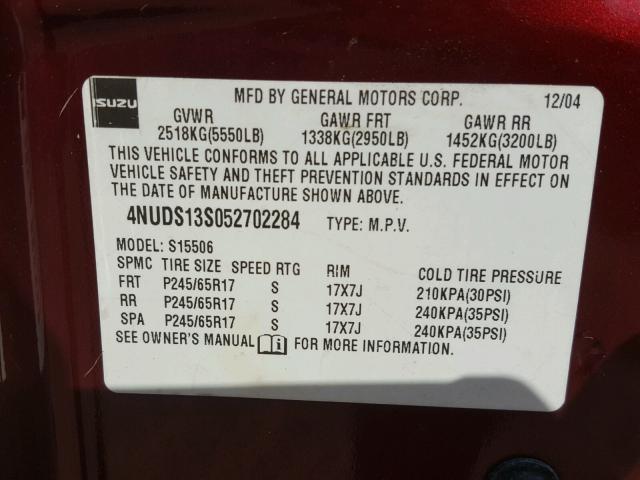 ISUZU MFD BY GENERAL MOTORS CORP. 12/04
GVWR GAWR FRT GAWR RR
2518KG(5550LB) 1338KG(2950LB) 1452KG(3200LB)
THIS VEHICLE CONFORMS TO ALL APPLICABLE U.S. FEDERAL MOTOR
VEHICLE SAFETY AND THEFT PREVENTION STANDARDS IN EFFECT ON
THE DATE OF MANUFACTURE SHOWN ABOVE.
4NUDS13S052702284 TYPE: M.P.V.
MODEL: S15506
SPMC TIRE SIZE SPEED RTG RIM COLD TIRE PRESSURE
FRT P245/65R17 S 17X7J 210KPA(30PSI)
RR P245/65R17 S 17X7J 240KPA(35PSI)
SPA P245/65R17 S 17X7J 240KPA(35PSI)
SEE OWNER'S MANUAL FOR MORE INFORMATION.